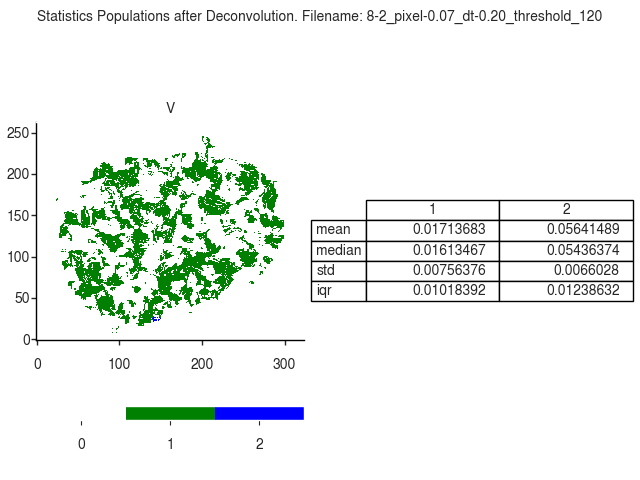 Statistics Populations after Deconvolution. Filename: 8-2_pixel-0.07_dt-0.20_threshold_120
V
250
200
150
100
50
0
0 100 200 300
0 1 2
1 2
mean 0.01713683 0.05641489
median 0.01613467 0.05436374
std 0.00756376 0.0066028
iqr 0.01018392 0.01238632